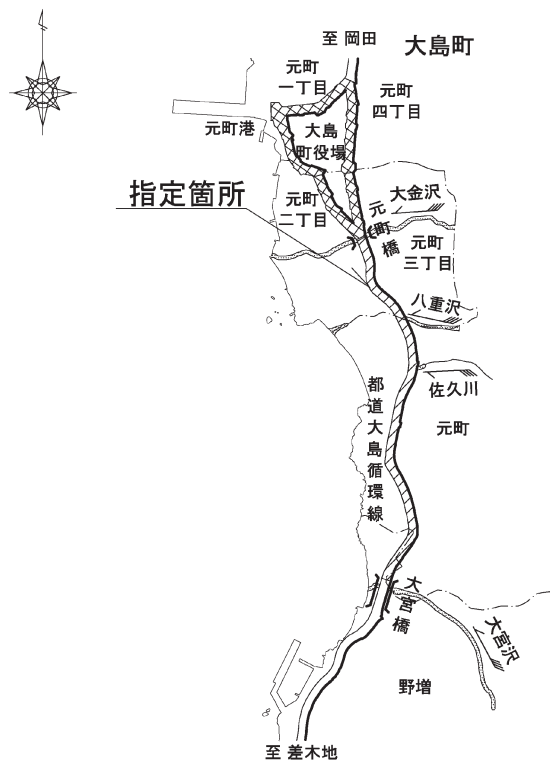 至 岡田
大島町
元町
一丁目
元町
四丁目
元町港
大島
町役場
指定箇所
元町
二丁目
大金沢
元町橋
元町
三丁目
八重沢
佐久川
都道大島循環線
元町
大宮橋
大宮沢
野増
至 差木地